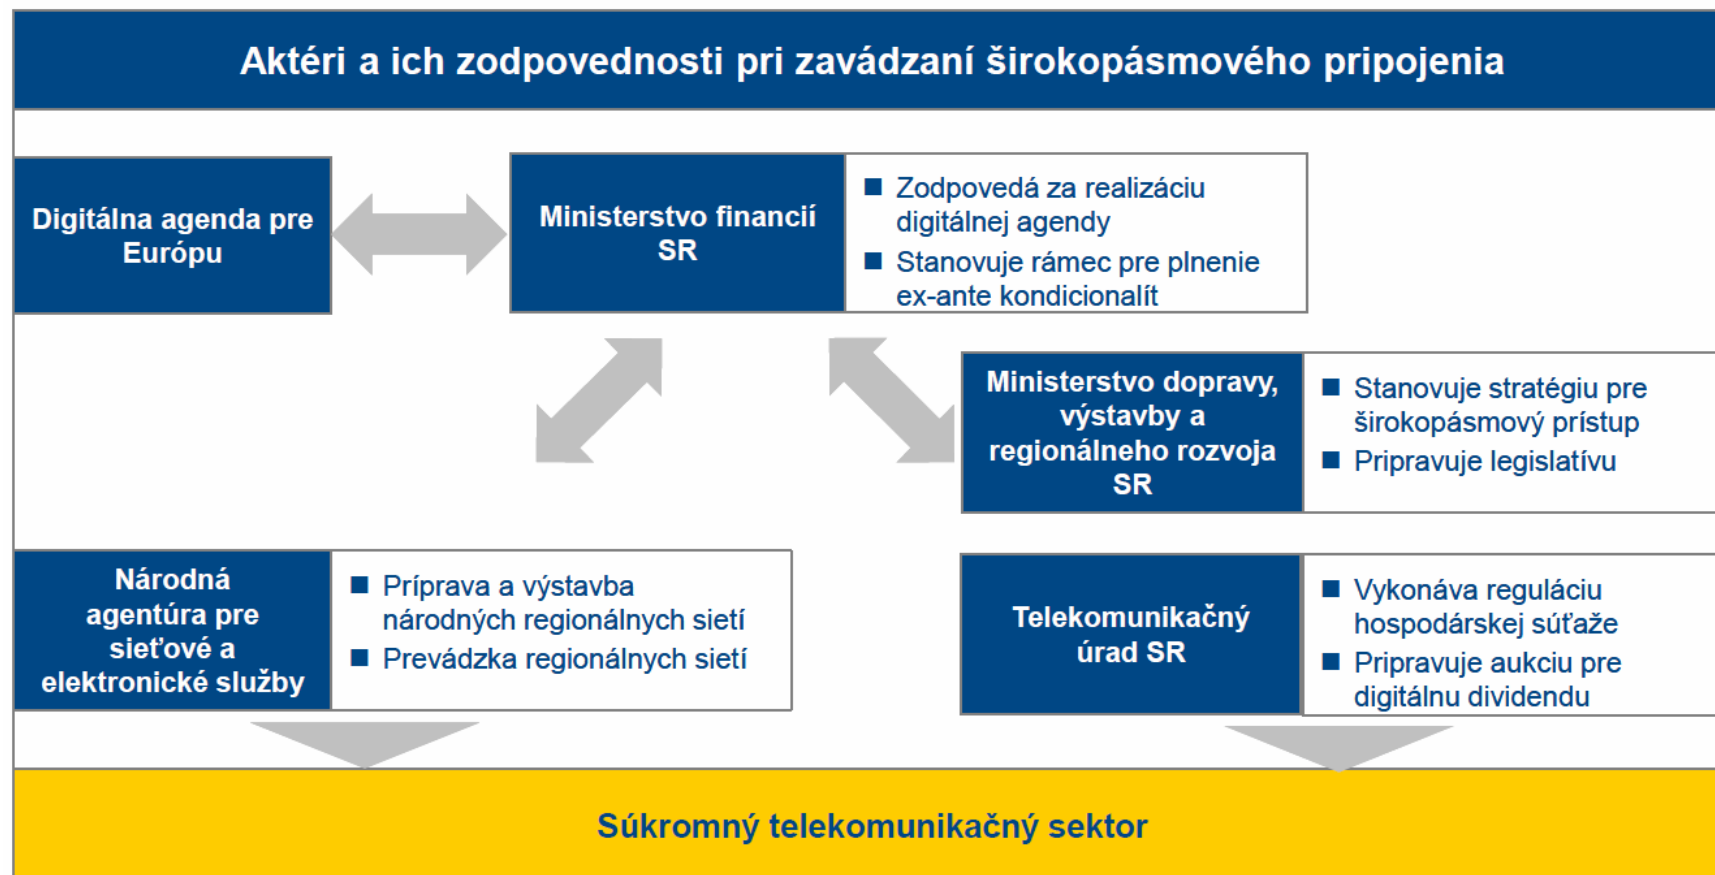 Aktéri a ich zodpovednosti pri zavádzaní širokopásmového pripojenia
Digitálna agenda pre
Európu
Ministerstvo financií
SR
Zodpovedá za realizáciu
digitálnej agendy
Stanovuje rámec pre plnenie
ex-ante kondicionalít
Ministerstvo dopravy,
výstavby a
regionálneho rozvoja
SR
Stanovuje stratégiu pre
širokopásmový prístup
Pripravuje legislatívu
Národná
agentúra pre
sieťové a
elektronické služby
Príprava a výstavba
národných regionálnych sietí
Prevádzka regionálnych sietí
Telekomunikačný
úrad SR
Vykonáva reguláciu
hospodárskej súťaže
Pripravuje aukciu pre
digitálnu dividendu
Súkromný telekomunikačný sektor